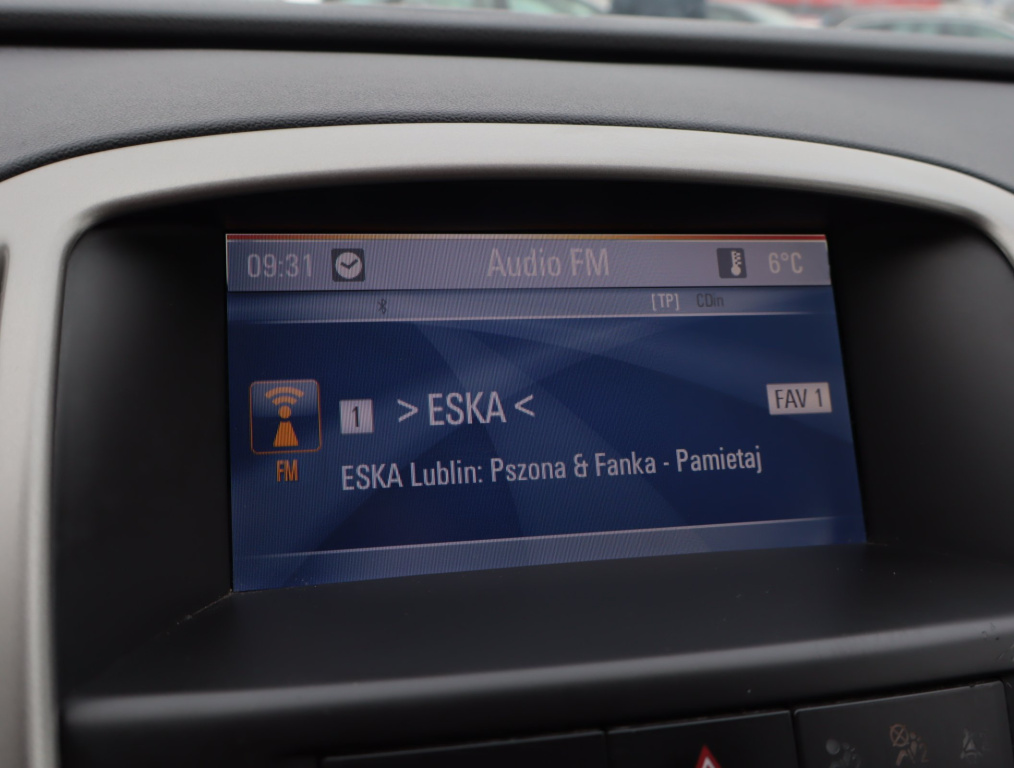 09:31 Audio FM 6°C
[TP] CDin
1 > ESKA < FAV 1
FM
ESKA Lublin: Pszona & Fanka - Pamietaj